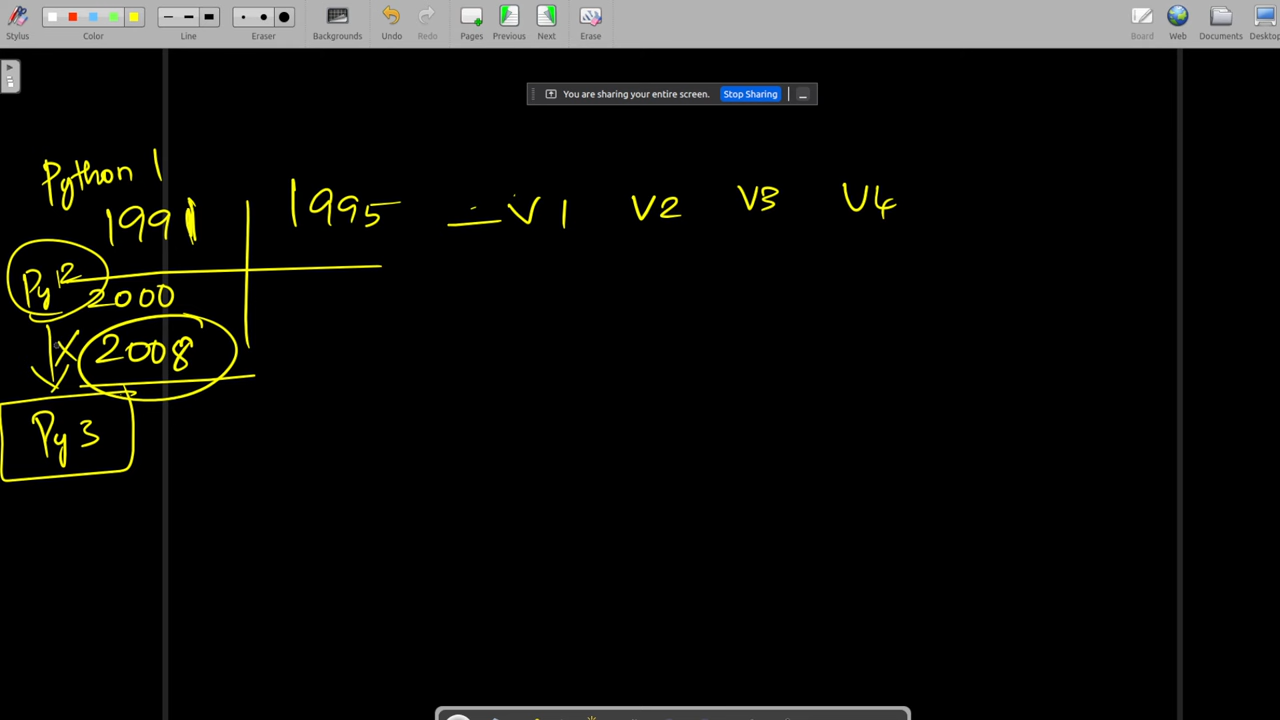 Stylus Color Line Eraser Backgrounds Undo Redo Pages Previous Next Erase Board Web Documents Desktop
You are sharing your entire screen. Stop Sharing
Python 1
1991 1995 V1 V2 V3 V4
Py 2 2000
X 2008
Py 3